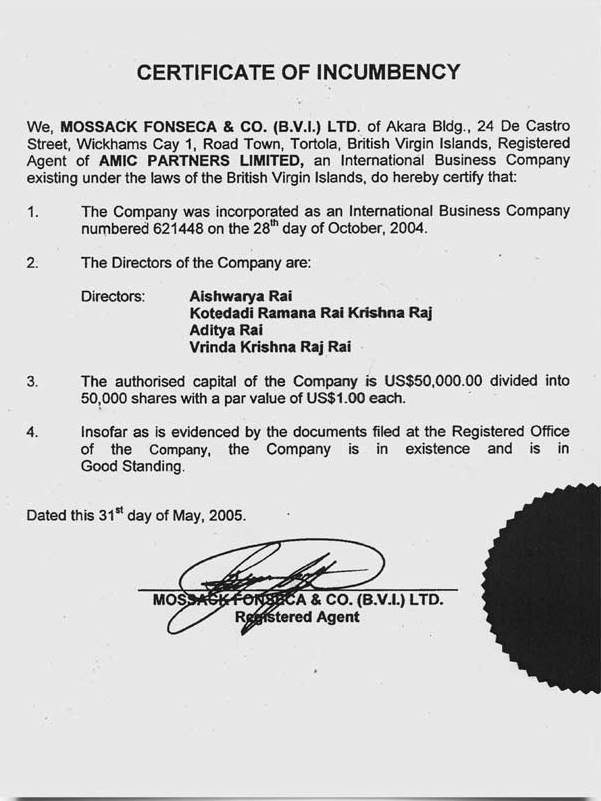 CERTIFICATE OF INCUMBENCY
We, MOSSACK FONSECA & CO. (B.V.I.) LTD. of Akara Bldg., 24 De Castro
Street, Wickhams Cay 1, Road Town, Tortola, British Virgin Islands, Registered
Agent of AMIC PARTNERS LIMITED, an International Business Company
existing under the laws of the British Virgin Islands, do hereby certify that:
1. The Company was incorporated as an International Business Company
numbered 621448 on the 28th day of October, 2004.
2. The Directors of the Company are:
Directors: Aishwarya Rai
Kotedadi Ramana Rai Krishna Raj
Aditya Rai
Vrinda Krishna Raj Rai
3. The authorised capital of the Company is US$50,000.00 divided into
50,000 shares with a par value of US$1.00 each.
4. Insofar as is evidenced by the documents filed at the Registered Office
of the Company, the Company is in existence and is in
Good Standing.
Dated this 31st day of May, 2005.
MOSSACK FONSECA & CO. (B.V.I.) LTD.
Registered Agent